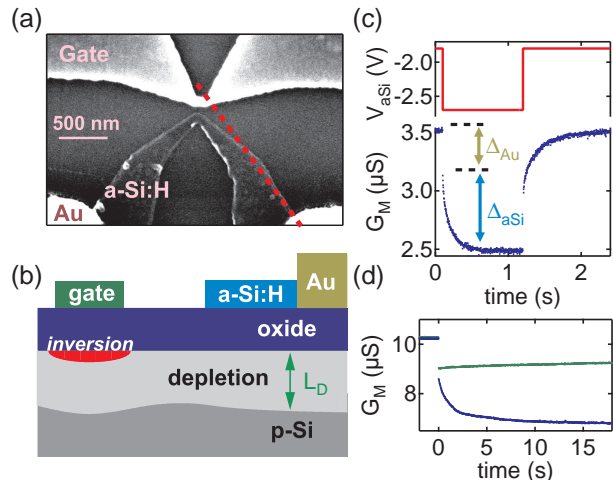 (a)
Gate
500 nm
a-Si:H
Au
(b)
gate
a-Si:H
Au
oxide
inversion
depletion
L_D
p-Si
(c)
V_aSi (V)
-2.0
-2.5
G_M (μS)
3.5
3.0
2.5
Δ_Au
Δ_aSi
0 1 2
time (s)
(d)
G_M (μS)
10
8
0 5 10 15
time (s)